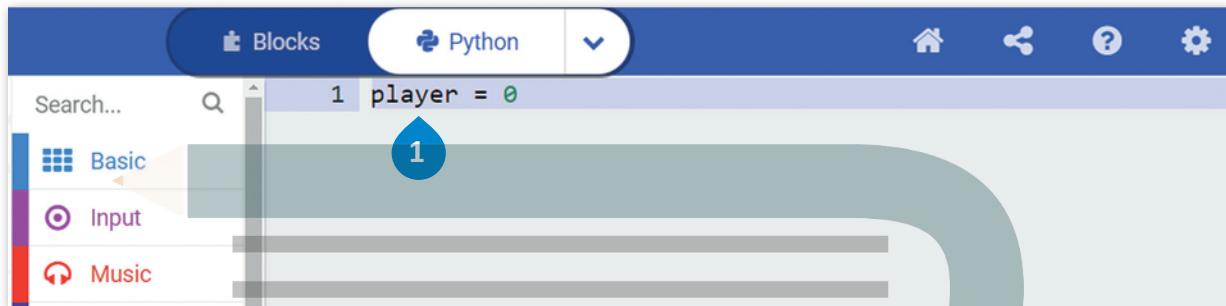 Blocks Python
Search... 1 player = 0
1
Basic
Input
Music